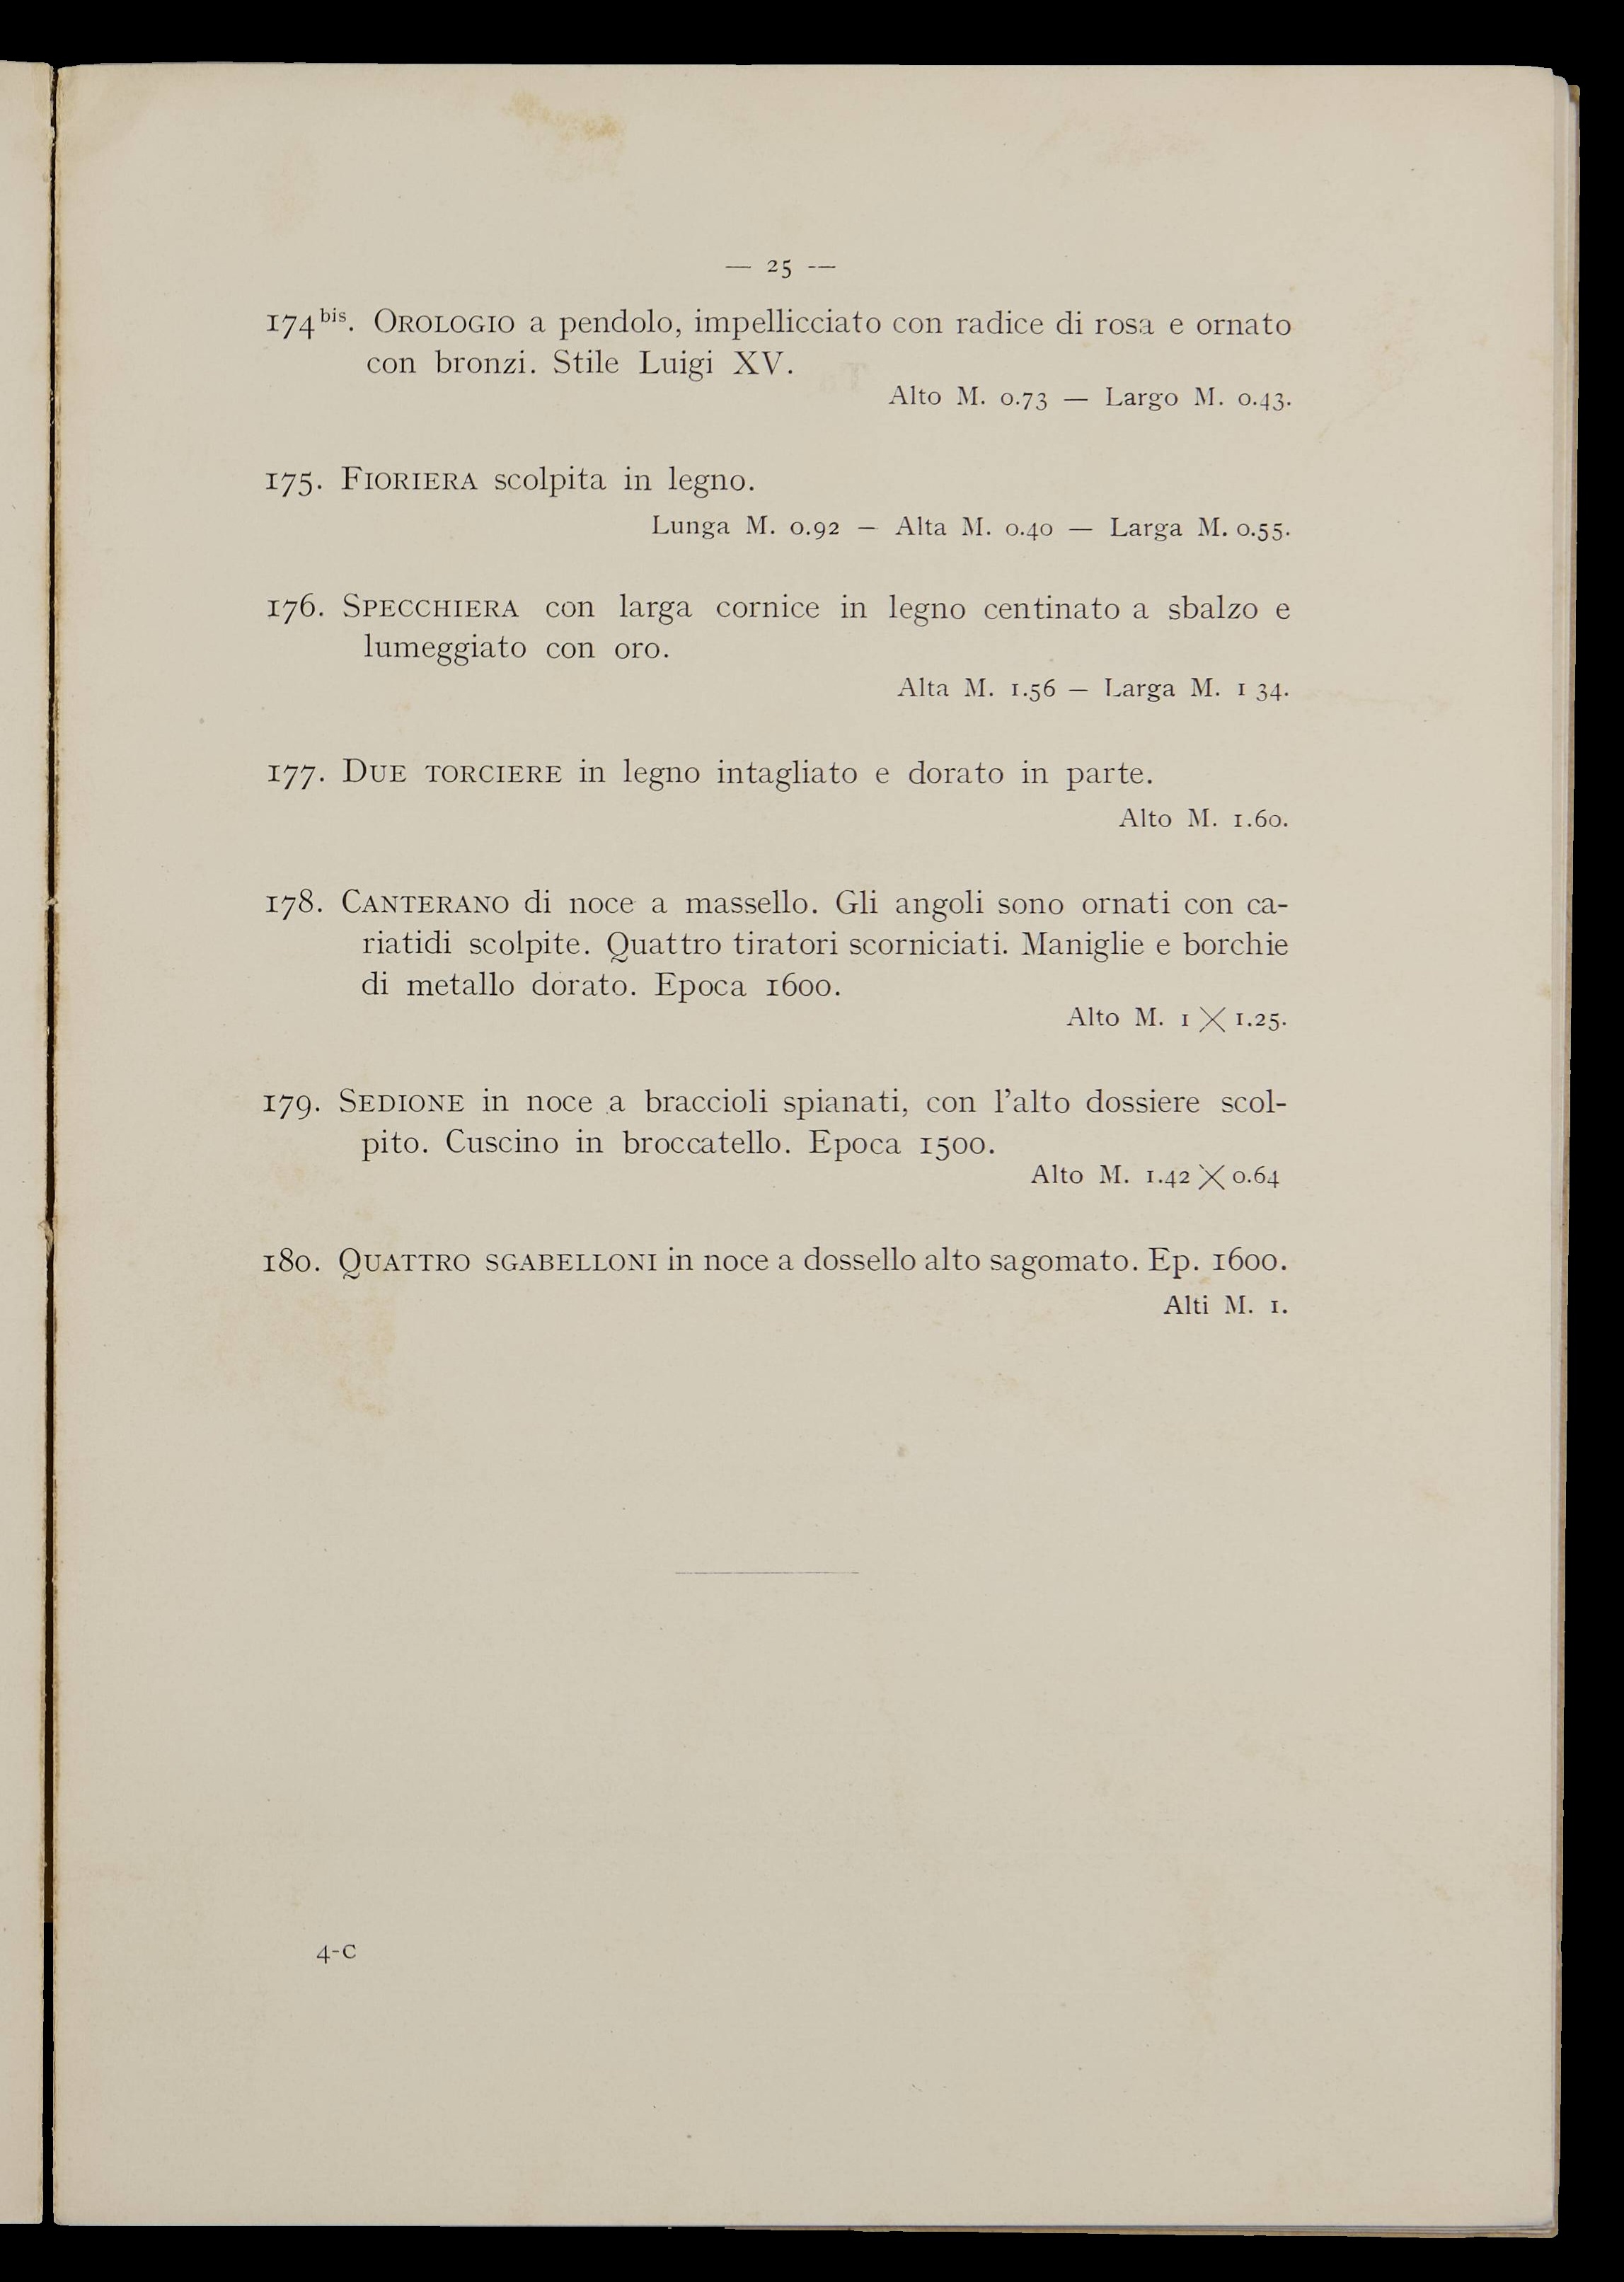 — 25 —
174bis. OROLOGIO a pendolo, impellicciato con radice di rosa e ornato
con bronzi. Stile Luigi XV.
Alto M. 0.73 — Largo M. 0.43.
175. FIORIERA scolpita in legno.
Lunga M. 0.92 — Alta M. 0.40 — Larga M. 0.55.
176. SPECCHIERA con larga cornice in legno centinato a sbalzo e
lumeggiato con oro.
Alta M. 1.56 — Larga M. 1 34.
177. DUE TORCIERE in legno intagliato e dorato in parte.
Alto M. 1.60.
178. CANTERANO di noce a massello. Gli angoli sono ornati con ca-
riatidi scolpite. Quattro tiratori scorniciati. Maniglie e borchie
di metallo dorato. Epoca 1600.
Alto M. 1 X 1.25.
179. SEDIONE in noce a braccioli spianati, con l'alto dossiere scol-
pito. Cuscino in broccatello. Epoca 1500.
Alto M. 1.42 X 0.64
180. QUATTRO SGABELLONI in noce a dossello alto sagomato. Ep. 1600.
Alti M. 1.
4-C